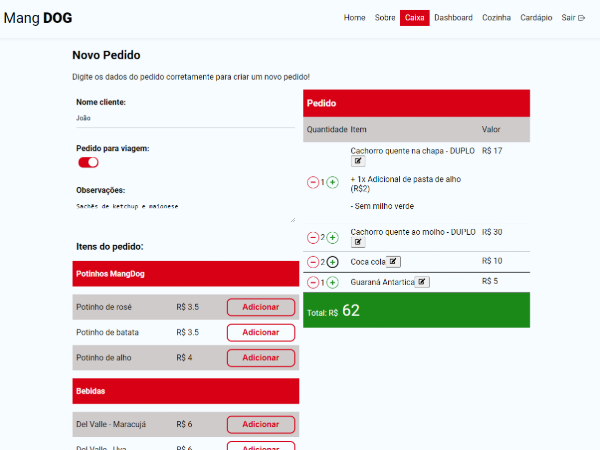 Mang DOG
Home Sobre Caixa Dashboard Cozinha Cardápio Sair
Novo Pedido
Digite os dados do pedido corretamente para criar um novo pedido!
Nome cliente:
João
Pedido para viagem:
Observações:
Sachês de ketchup e maionese
Itens do pedido:
Potinhos MangDog
Potinho de rosé R$ 3.5 Adicionar
Potinho de batata R$ 3.5 Adicionar
Potinho de alho R$ 4 Adicionar
Bebidas
Del Valle - Maracujá R$ 6 Adicionar
Del Valle - Uva R$ 6 Adicionar
Pedido
Quantidade Item Valor
Cachorro quente na chapa - DUPLO R$ 17
1
+ 1x Adicional de pasta de alho
(R$2)
- Sem milho verde
Cachorro quente ao molho - DUPLO R$ 30
2
2 Coca cola R$ 10
1 Guaraná Antartica R$ 5
Total: R$ 62